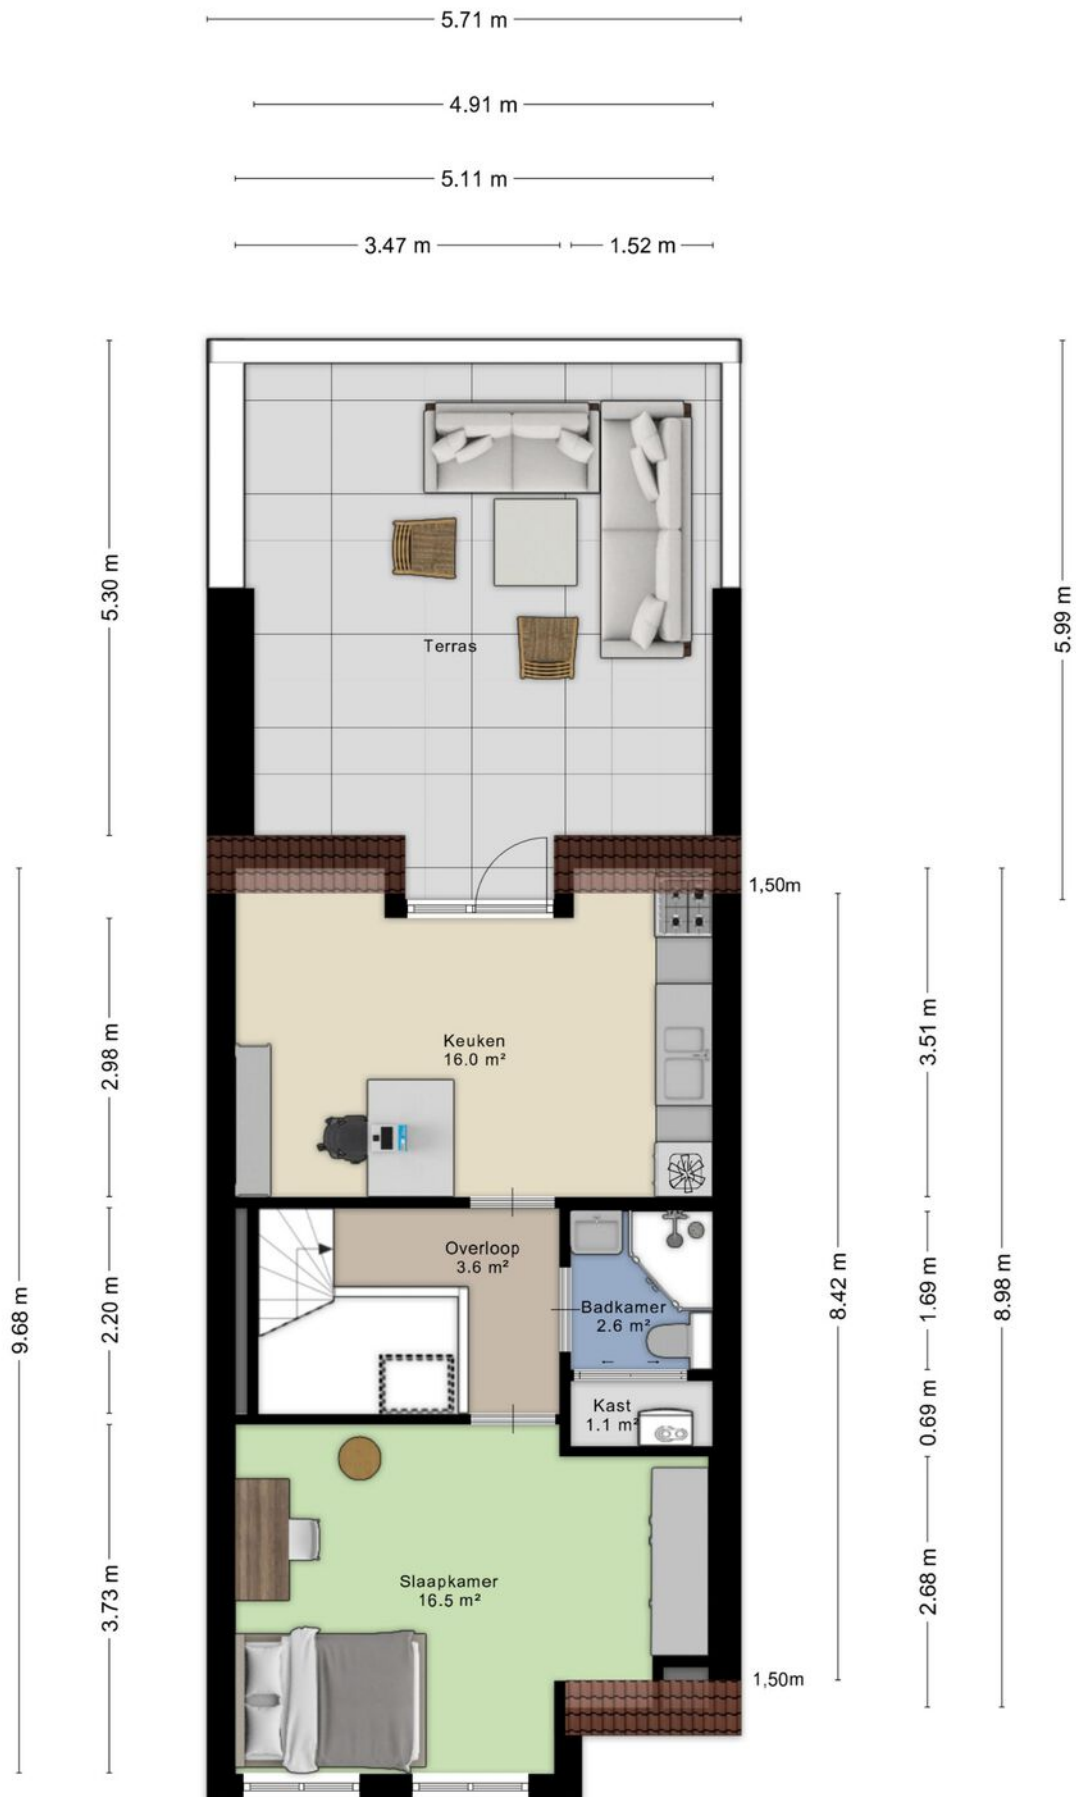 5.71 m
4.91 m
5.11 m
3.47 m
1.52 m
5.30 m
5.99 m
Terras
1,50m
Keuken
16.0 m²
2.98 m
3.51 m
Overloop
3.6 m²
Badkamer
2.6 m²
9.68 m
2.20 m
8.42 m
1.69 m
8.98 m
Kast
1.1 m²
0.69 m
Slaapkamer
16.5 m²
3.73 m
2.68 m
1,50m